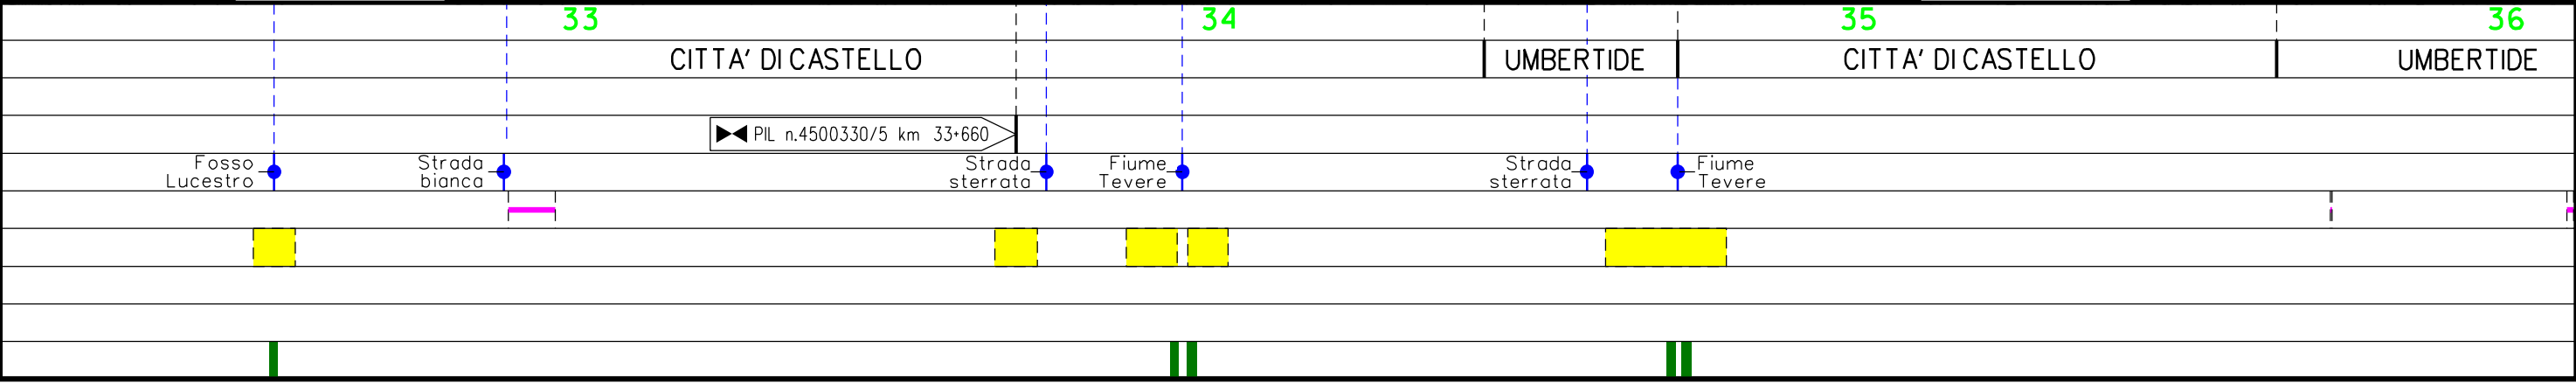 33 34 35 36
CITTA' DI CASTELLO UMBERTIDE CITTA' DI CASTELLO UMBERTIDE
PIL n.4500330/5 km 33+660
Fosso Strada Strada Fiume Strada Fiume
Lucestro bianca sterrata Tevere sterrata Tevere